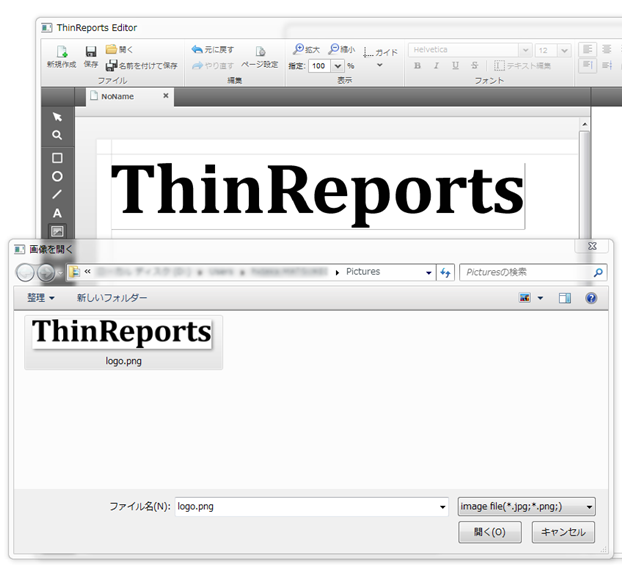 ThinReports Editor
新規作成 保存 開く 名前を付けて保存 ファイル
元に戻す やり直す ページ設定 編集
拡大 縮小 ガイド 指定: 100 % 表示
Helvetica 12 B I U S テキスト編集 フォント
NoName
ThinReports
A
画像を開く
« Pictures Picturesの検索
整理 新しいフォルダー
ThinReports
logo.png
ファイル名(N): logo.png image file(*.jpg;*.png;)
開く(O) キャンセル